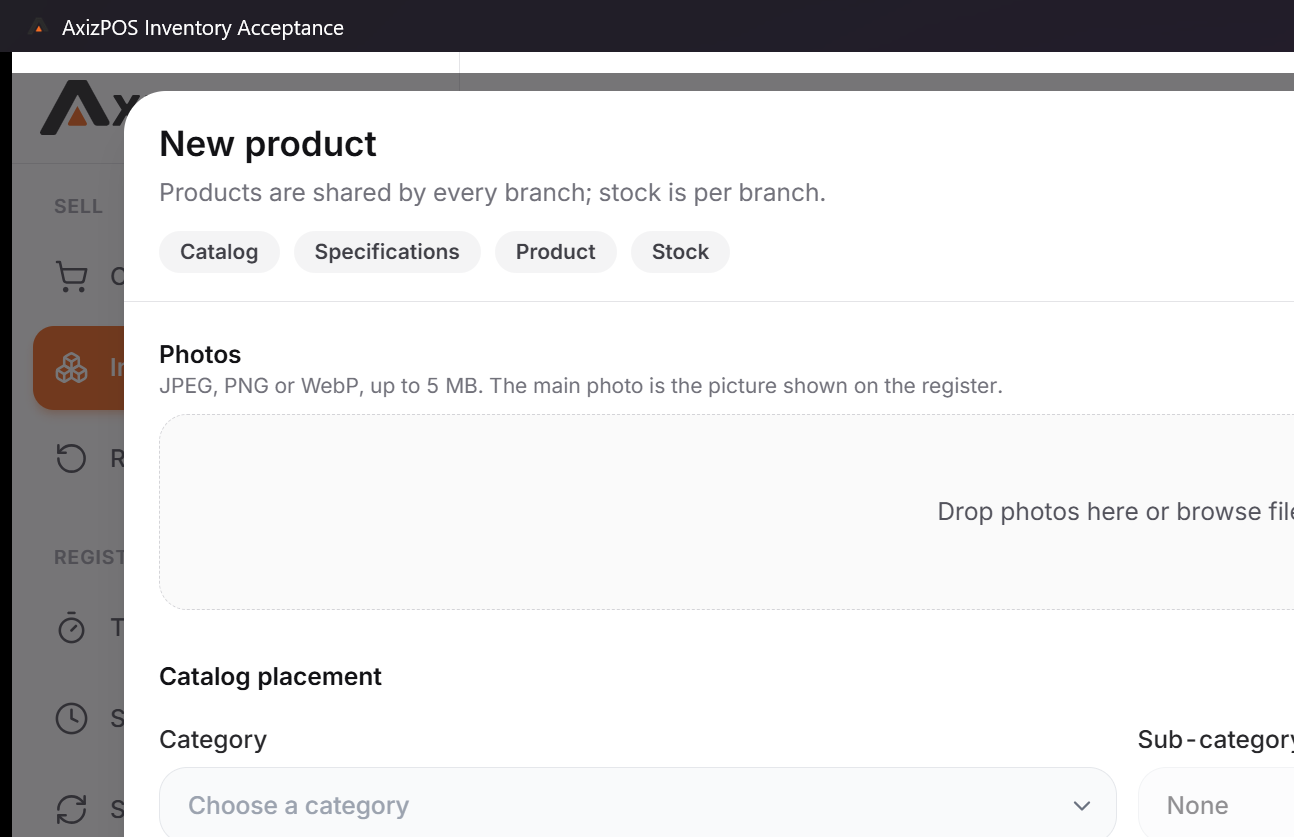 AxizPOS Inventory Acceptance
New product
Products are shared by every branch; stock is per branch.
Catalog
Specifications
Product
Stock
SELL
Photos
JPEG, PNG or WebP, up to 5 MB. The main photo is the picture shown on the register.
Drop photos here or browse
Catalog placement
Category
Sub-category
Choose a category
None